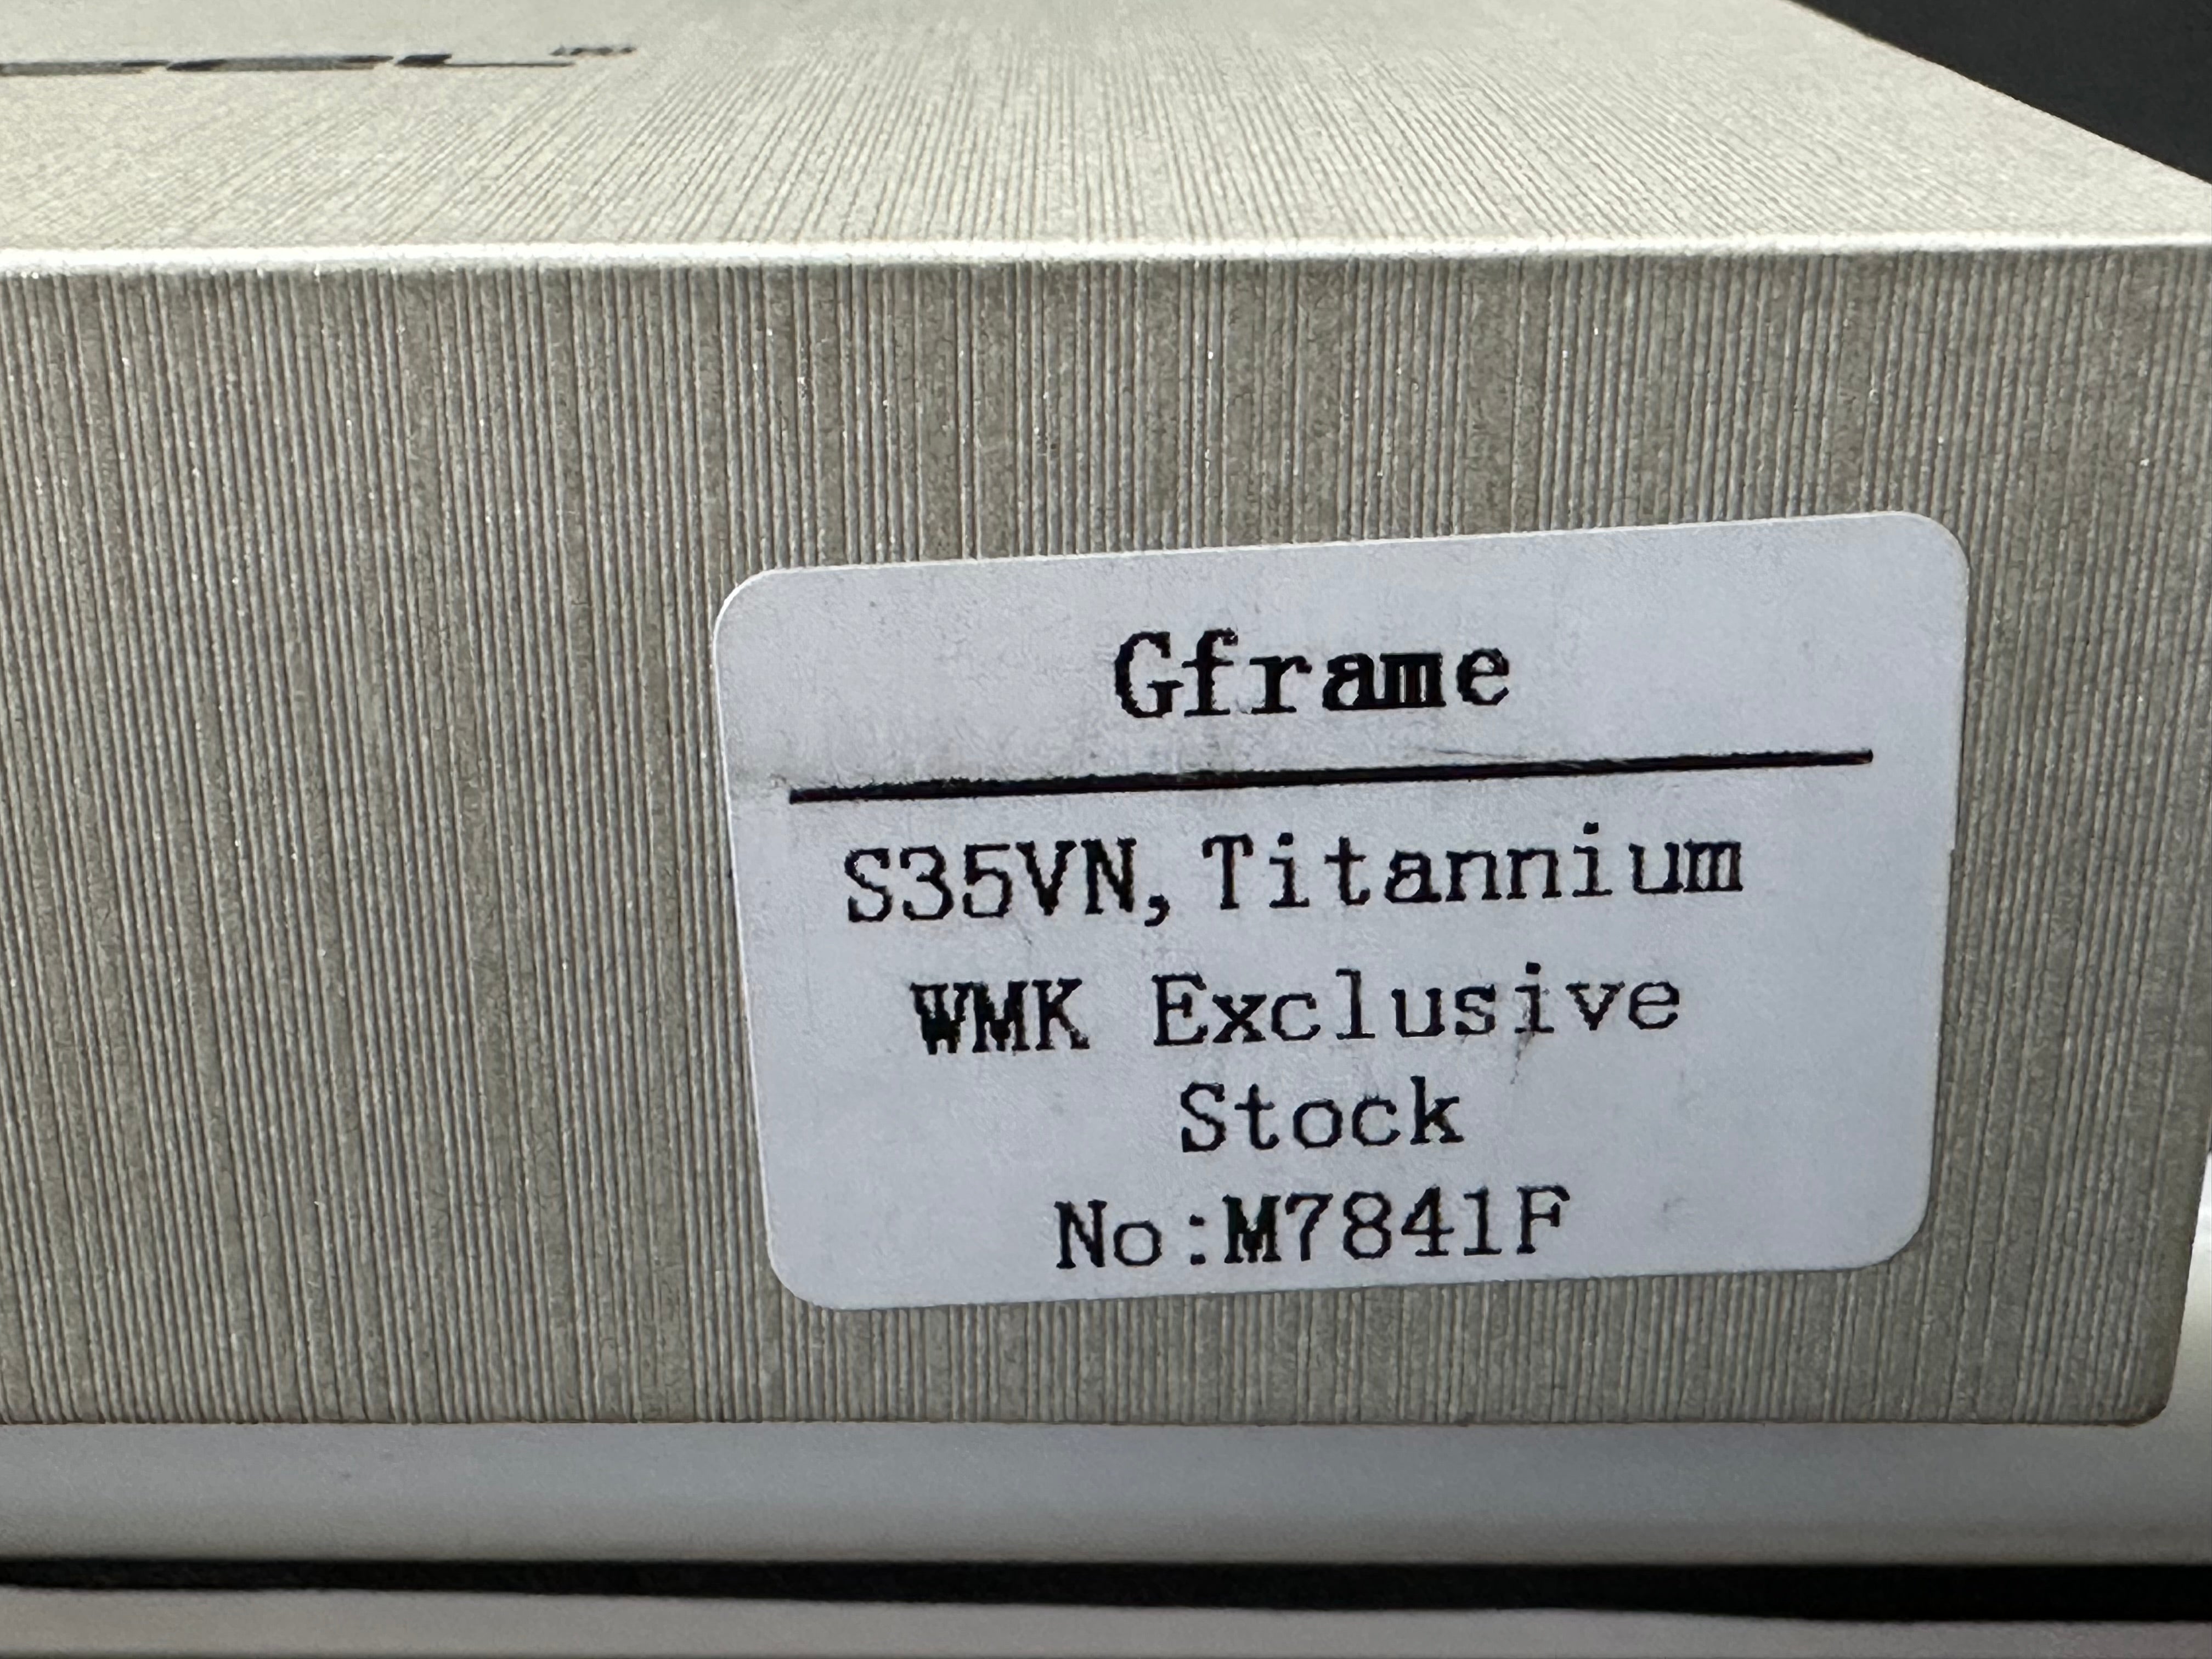 Gframe
S35VN,Titannium
WMK Exclusive
Stock
No:M7841F